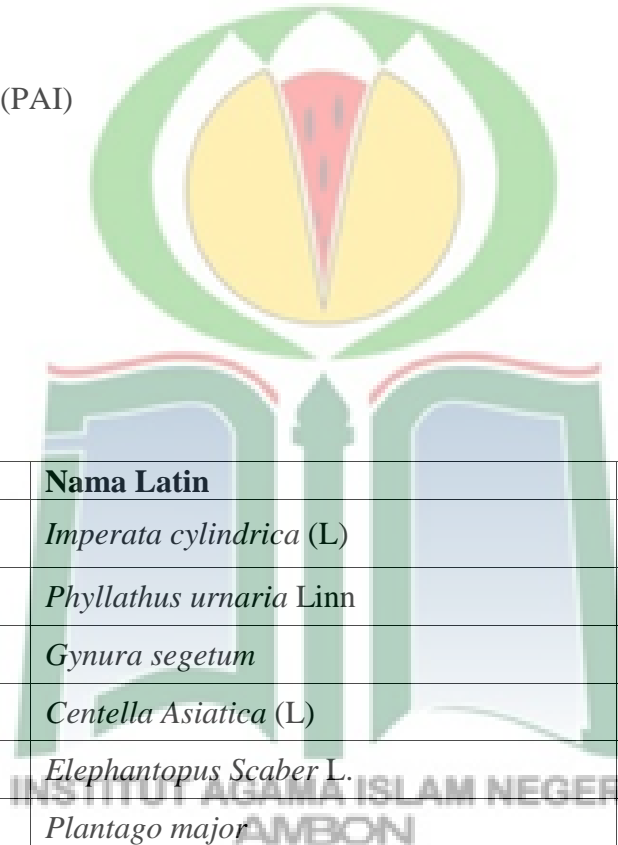 (PAI)
Nama Latin
Imperata cylindrica (L)
Phyllathus urnaria Linn
Gynura segetum
Centella Asiatica (L)
Elephantopus Scaber L.
INSTITUT AGAMA ISLAM NEGER
Plantago major
AMBON